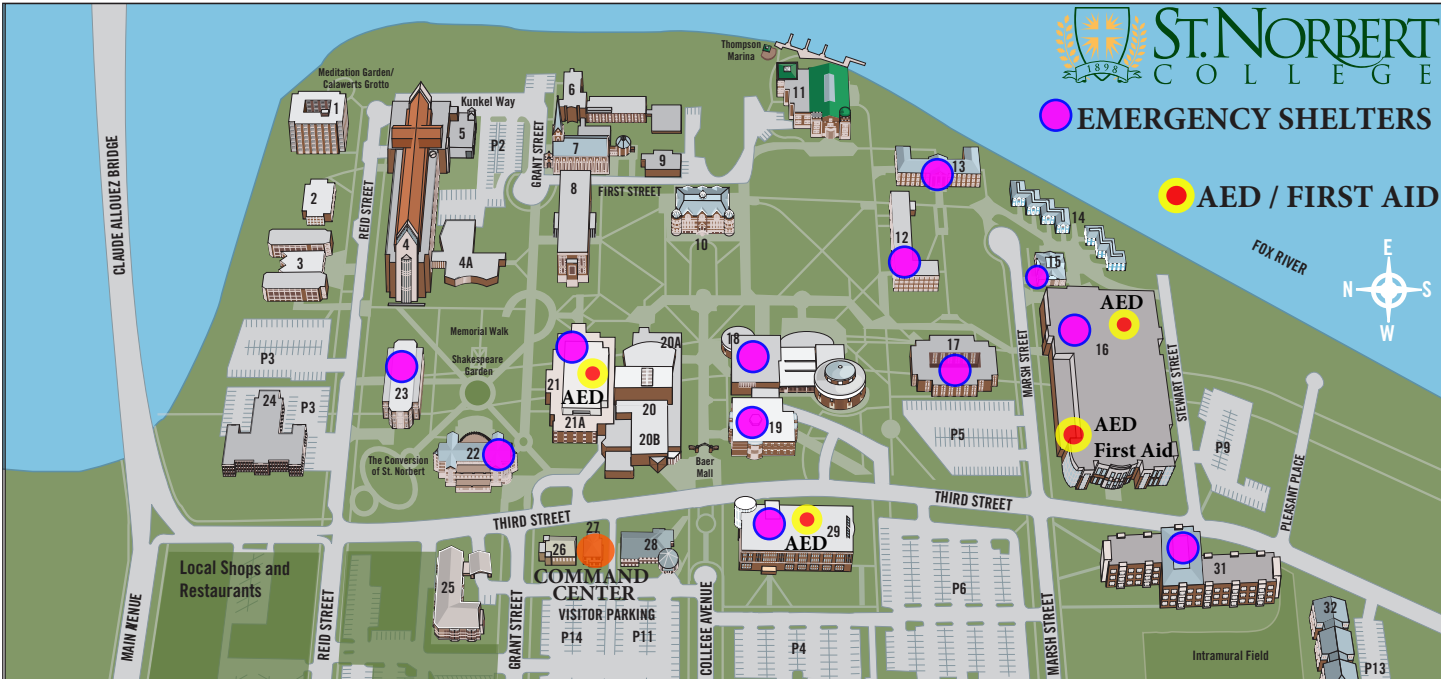 ST. NORBERT
COLLEGE
1898
EMERGENCY SHELTERS
AED / FIRST AID
Thompson
Marina
Meditation Garden/
Calawerts Grotto
Kunkel Way
CLAUDE ALLOUEZ BRIDGE
REID STREET
GRANT STREET
FIRST STREET
FOX RIVER
E
N
S
W
1
2
3
4
4A
5
P2
6
7
8
9
10
11
12
13
14
15
AED
16
AED
First Aid
17
18
19
20A
20
20B
21
21A
AED
22
23
24
P3
P3
Memorial Walk
Shakespeare
Garden
The Conversion
of St. Norbert
Baer
Mall
P5
MARSH STREET
STEWART STREET
P9
PLEASANT PLACE
THIRD STREET
THIRD STREET
Local Shops and
Restaurants
25
26
27
28
COMMAND
CENTER
VISITOR PARKING
P14
P11
AED
29
P6
P4
31
32
P13
Intramural Field
REID STREET
GRANT STREET
COLLEGE AVENUE
MARSH STREET